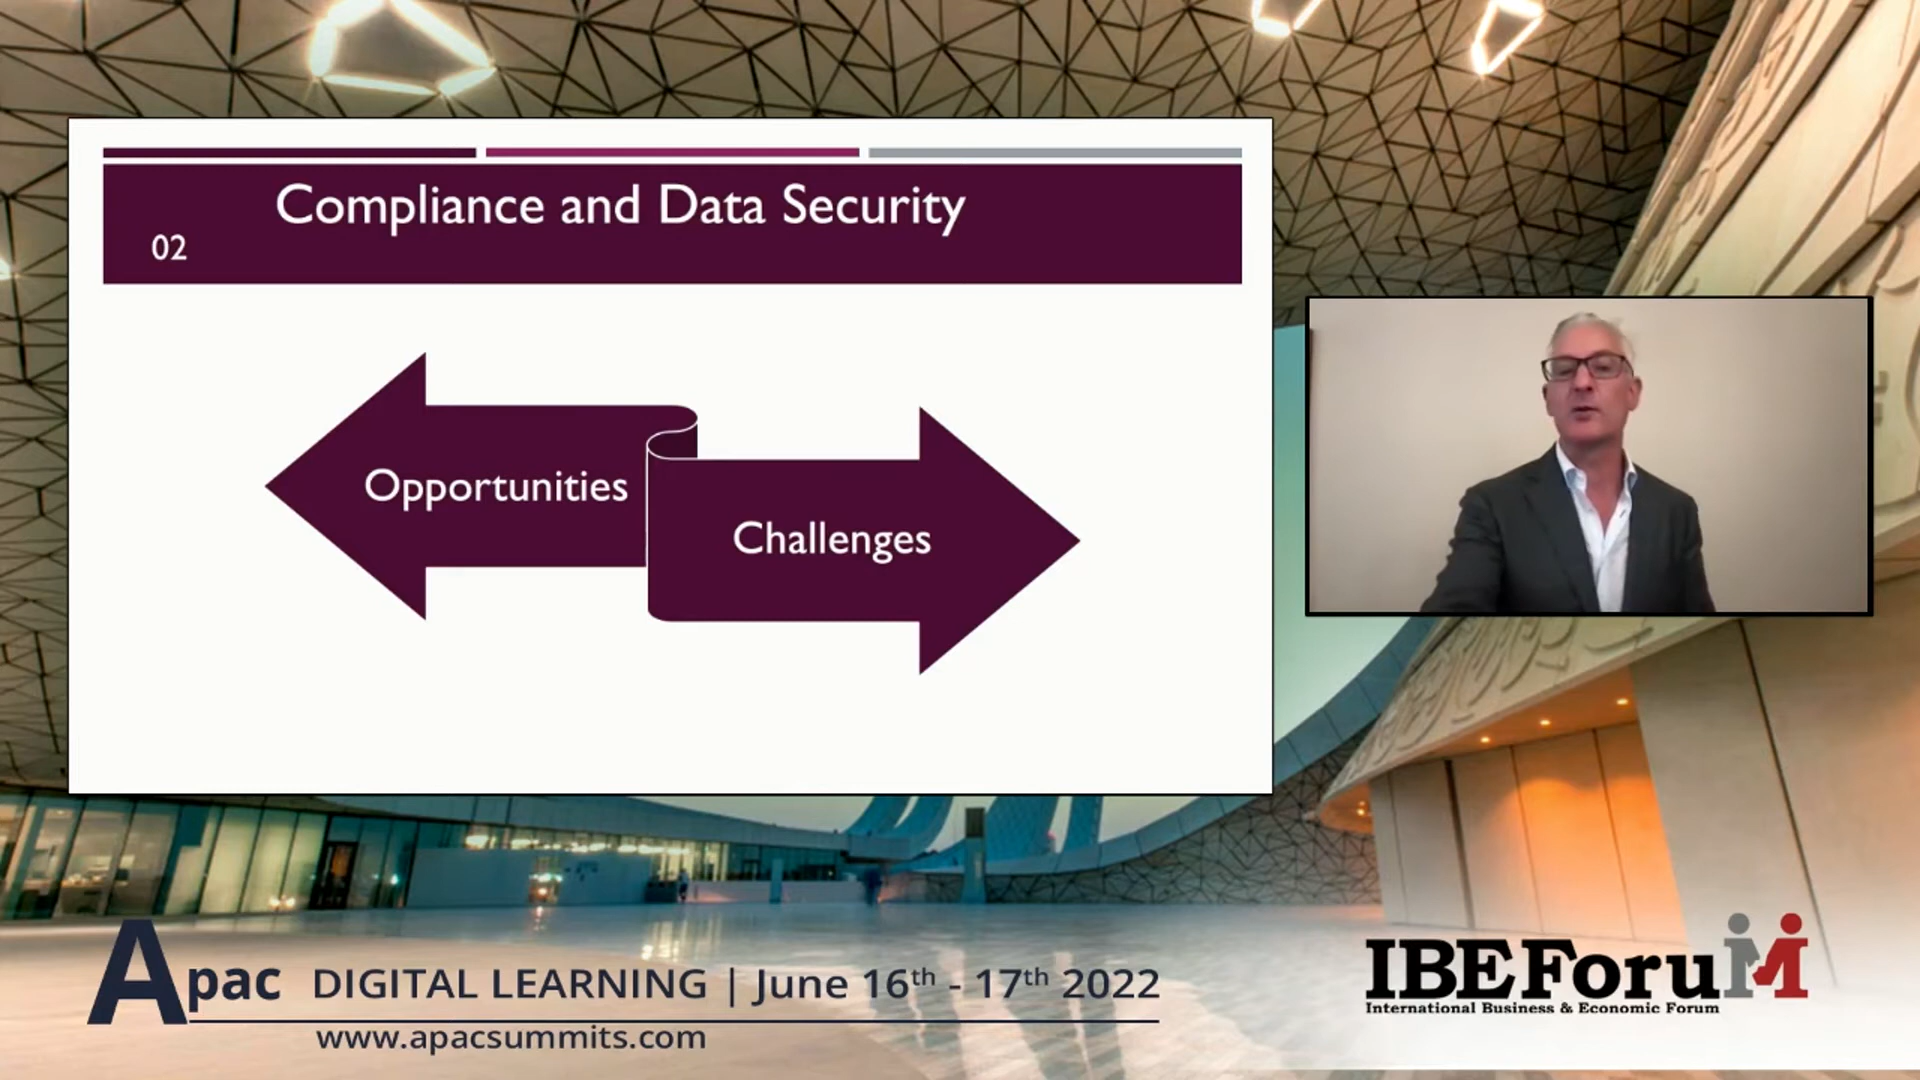 Compliance and Data Security
02
Opportunities
Challenges
Apac DIGITAL LEARNING | June 16th - 17th 2022
www.apacsummits.com
IBEForuM
International Business & Economic Forum